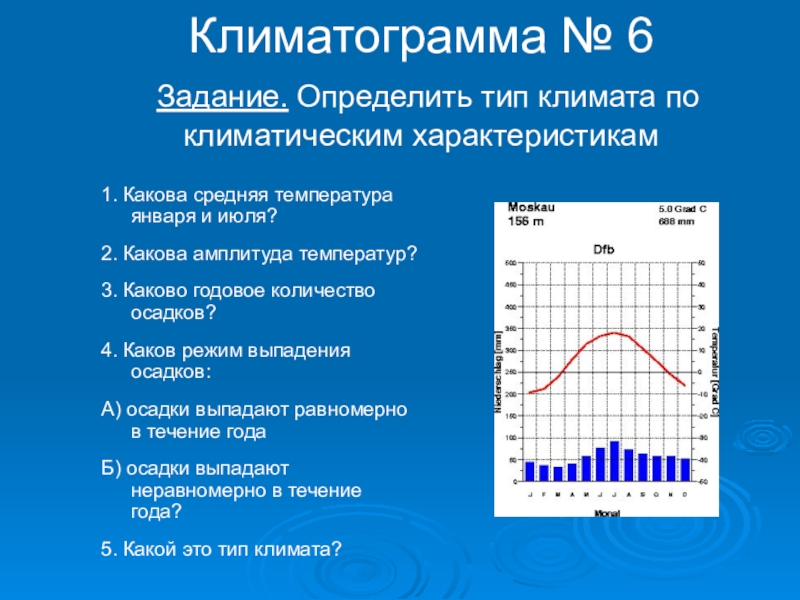 Климатограмма № 6
Задание. Определить тип климата по
климатическим характеристикам
1. Какова средняя температура
января и июля?
2. Какова амплитуда температур?
3. Каково годовое количество
осадков?
4. Каков режим выпадения
осадков:
А) осадки выпадают равномерно
в течение года
Б) осадки выпадают
неравномерно в течение
года?
5. Какой это тип климата?
Moskau
156 m
5.0 Grad C
688 mm
Dfb
500
450
400
350
300
250
200
150
100
50
0
Niederschlag [mm]
50
40
30
20
10
0
-10
-20
-30
-40
-50
Temperatur [Grad C]
J F M A M J J A S O N D
Monat